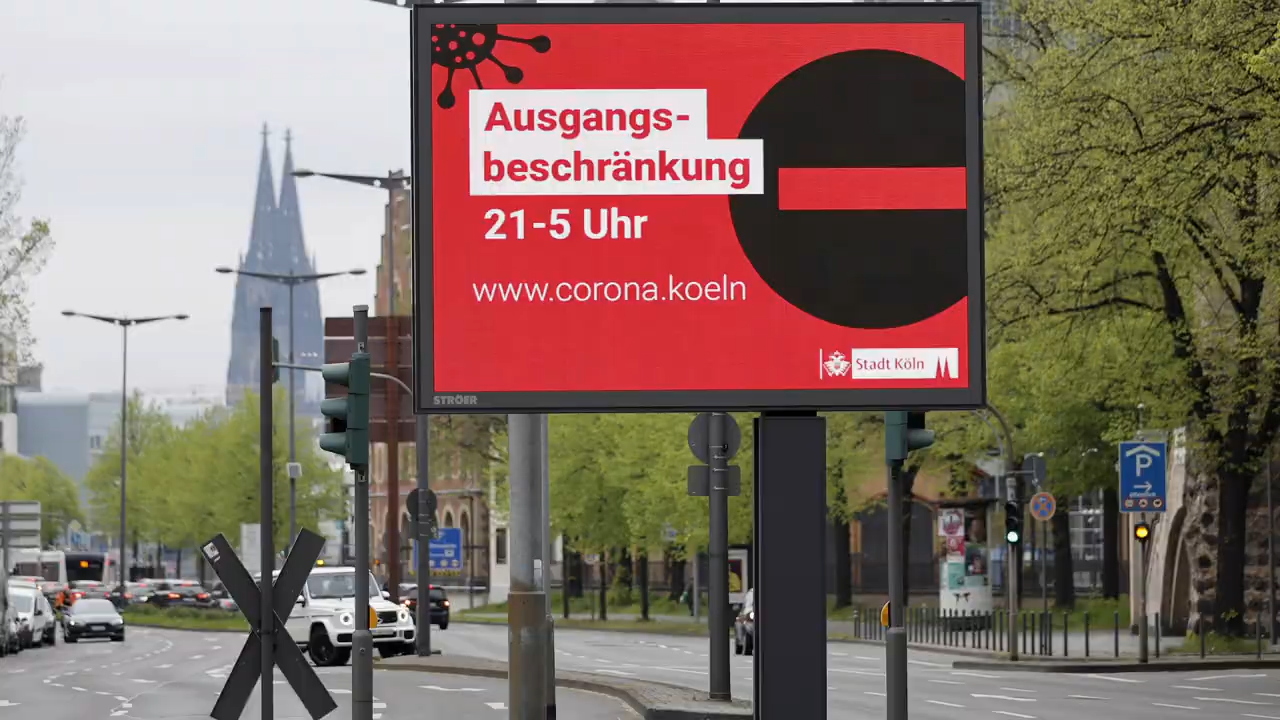 Ausgangs-
beschränkung
21-5 Uhr
www.corona.koeln
Stadt Köln
STRÖER
P